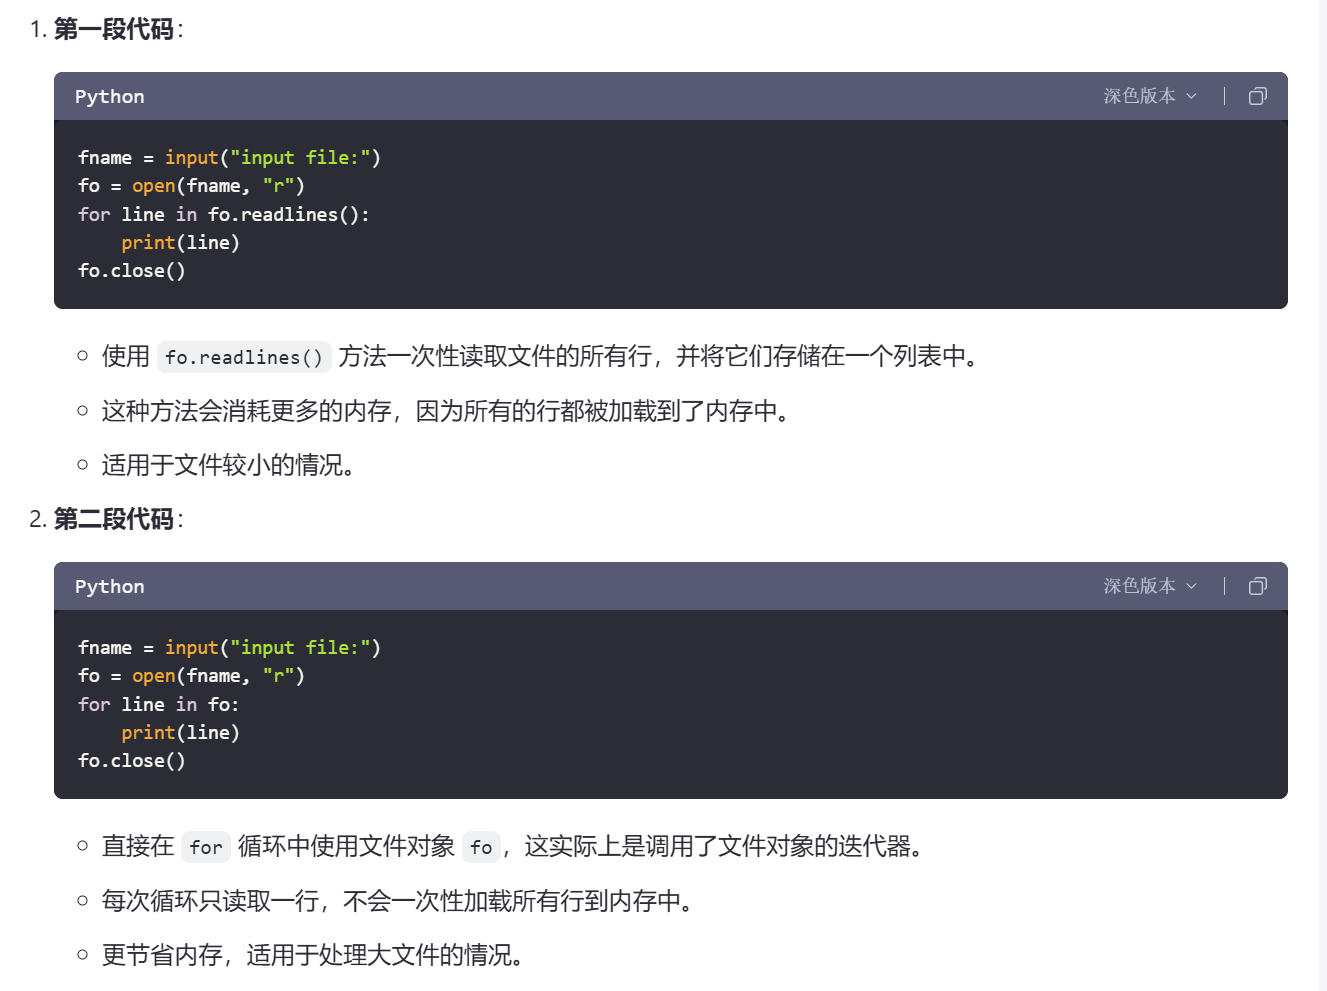 1. 第一段代码：
Python 深色版本
fname = input("input file:")
fo = open(fname, "r")
for line in fo.readlines():
    print(line)
fo.close()
使用 fo.readlines() 方法一次性读取文件的所有行，并将它们存储在一个列表中。
这种方法会消耗更多的内存，因为所有的行都被加载到了内存中。
适用于文件较小的情况。
2. 第二段代码：
Python 深色版本
fname = input("input file:")
fo = open(fname, "r")
for line in fo:
    print(line)
fo.close()
直接在 for 循环中使用文件对象 fo，这实际上是调用了文件对象的迭代器。
每次循环只读取一行，不会一次性加载所有行到内存中。
更节省内存，适用于处理大文件的情况。